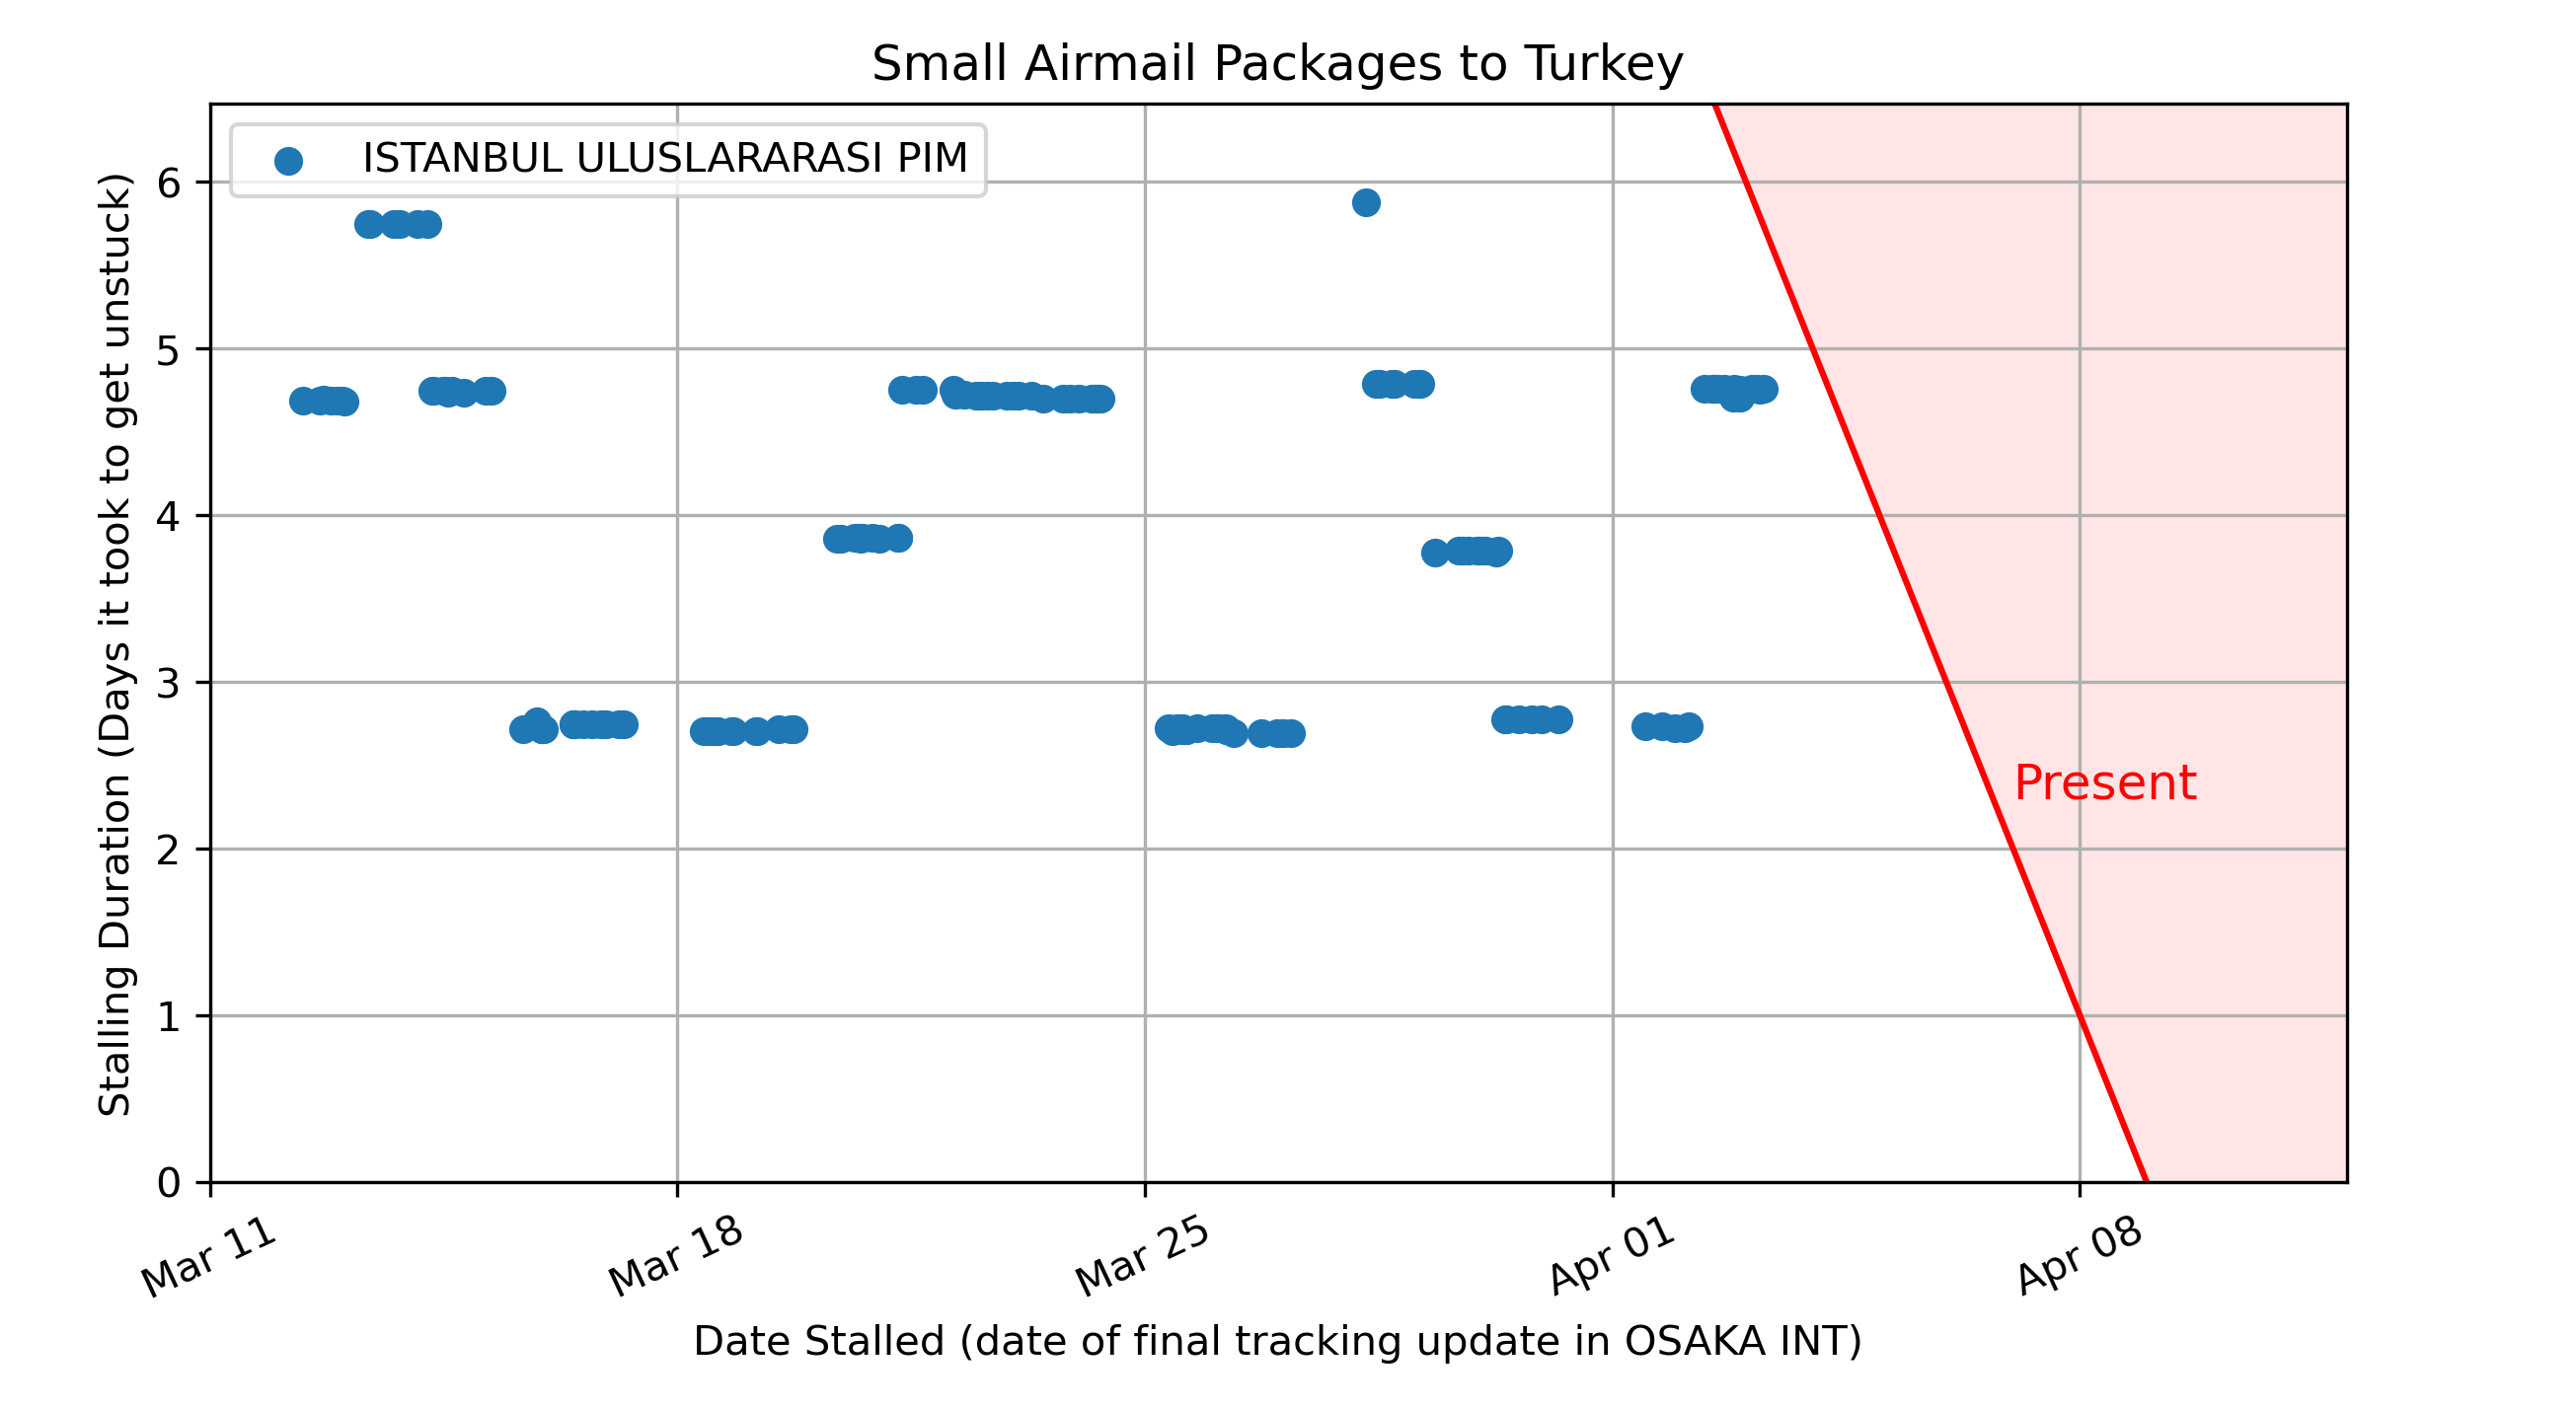 Small Airmail Packages to Turkey
ISTANBUL ULUSLARARASI PIM
Stalling Duration (Days it took to get unstuck)
6
5
4
3
2
1
0
Present
Mar 11
Mar 18
Mar 25
Apr 01
Apr 08
Date Stalled (date of final tracking update in OSAKA INT)